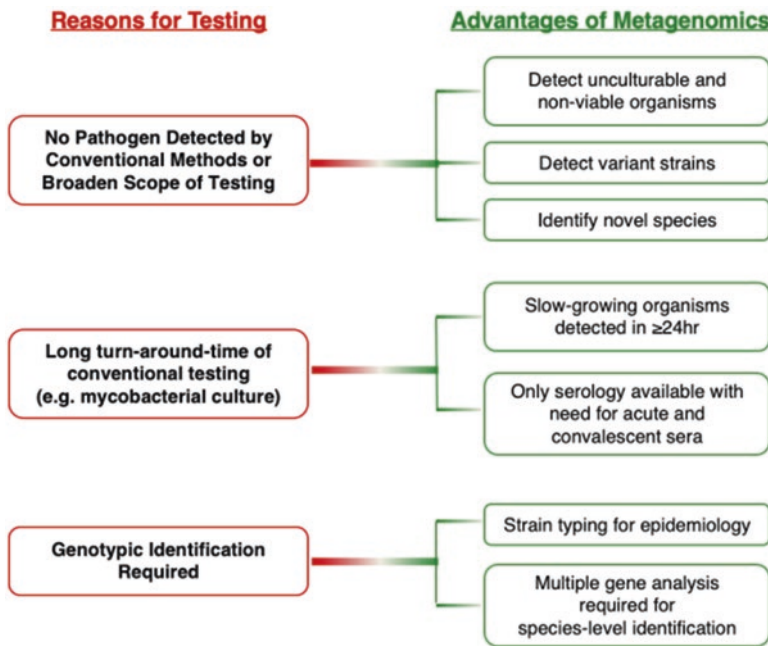 Reasons for Testing
Advantages of Metagenomics
No Pathogen Detected by
Conventional Methods or
Broaden Scope of Testing
Detect unculturable and
non-viable organisms
Detect variant strains
Identify novel species
Long turn-around-time of
conventional testing
(e.g. mycobacterial culture)
Slow-growing organisms
detected in ≥24hr
Only serology available with
need for acute and
convalescent sera
Genotypic Identification
Required
Strain typing for epidemiology
Multiple gene analysis
required for
species-level identification